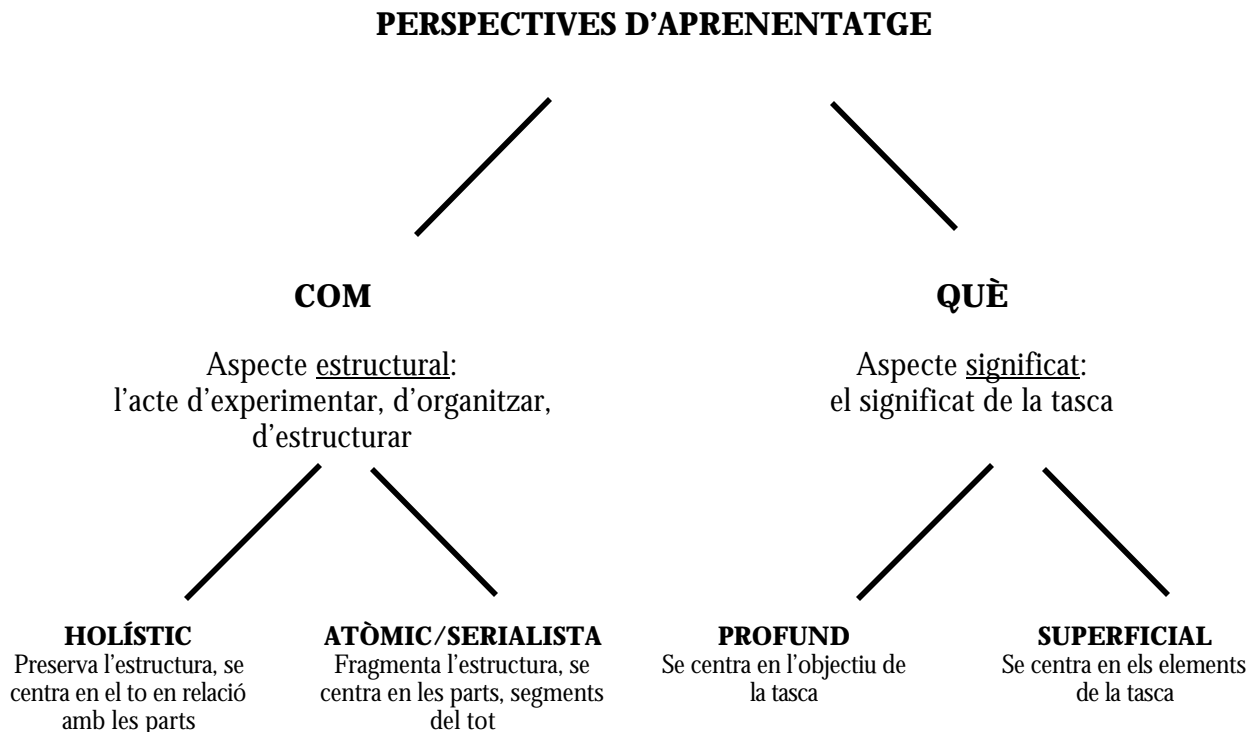 PERSPECTIVES D'APRENENTATGE
COM
Aspecte estructural:
l'acte d'experimentar, d'organitzar,
d'estructurar
QUÈ
Aspecte significat:
el significat de la tasca
HOLÍSTIC
Preserva l'estructura, se
centra en el to en relació
amb les parts
ATÒMIC/SERIALISTA
Fragmenta l'estructura, se
centra en les parts, segments
del tot
PROFUND
Se centra en l'objectiu de
la tasca
SUPERFICIAL
Se centra en els elements
de la tasca